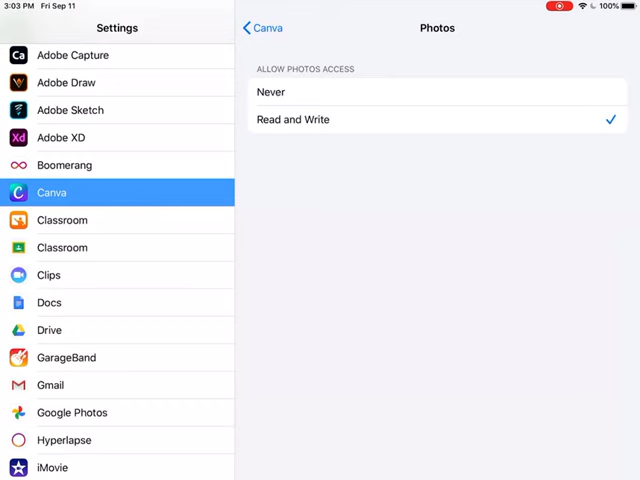 3:03 PM Fri Sep 11
100%
Settings
Ca Adobe Capture
Adobe Draw
Adobe Sketch
Xd Adobe XD
Boomerang
C Canva
Classroom
Classroom
Clips
Docs
Drive
GarageBand
Gmail
Google Photos
Hyperlapse
iMovie
Canva
Photos
ALLOW PHOTOS ACCESS
Never
Read and Write